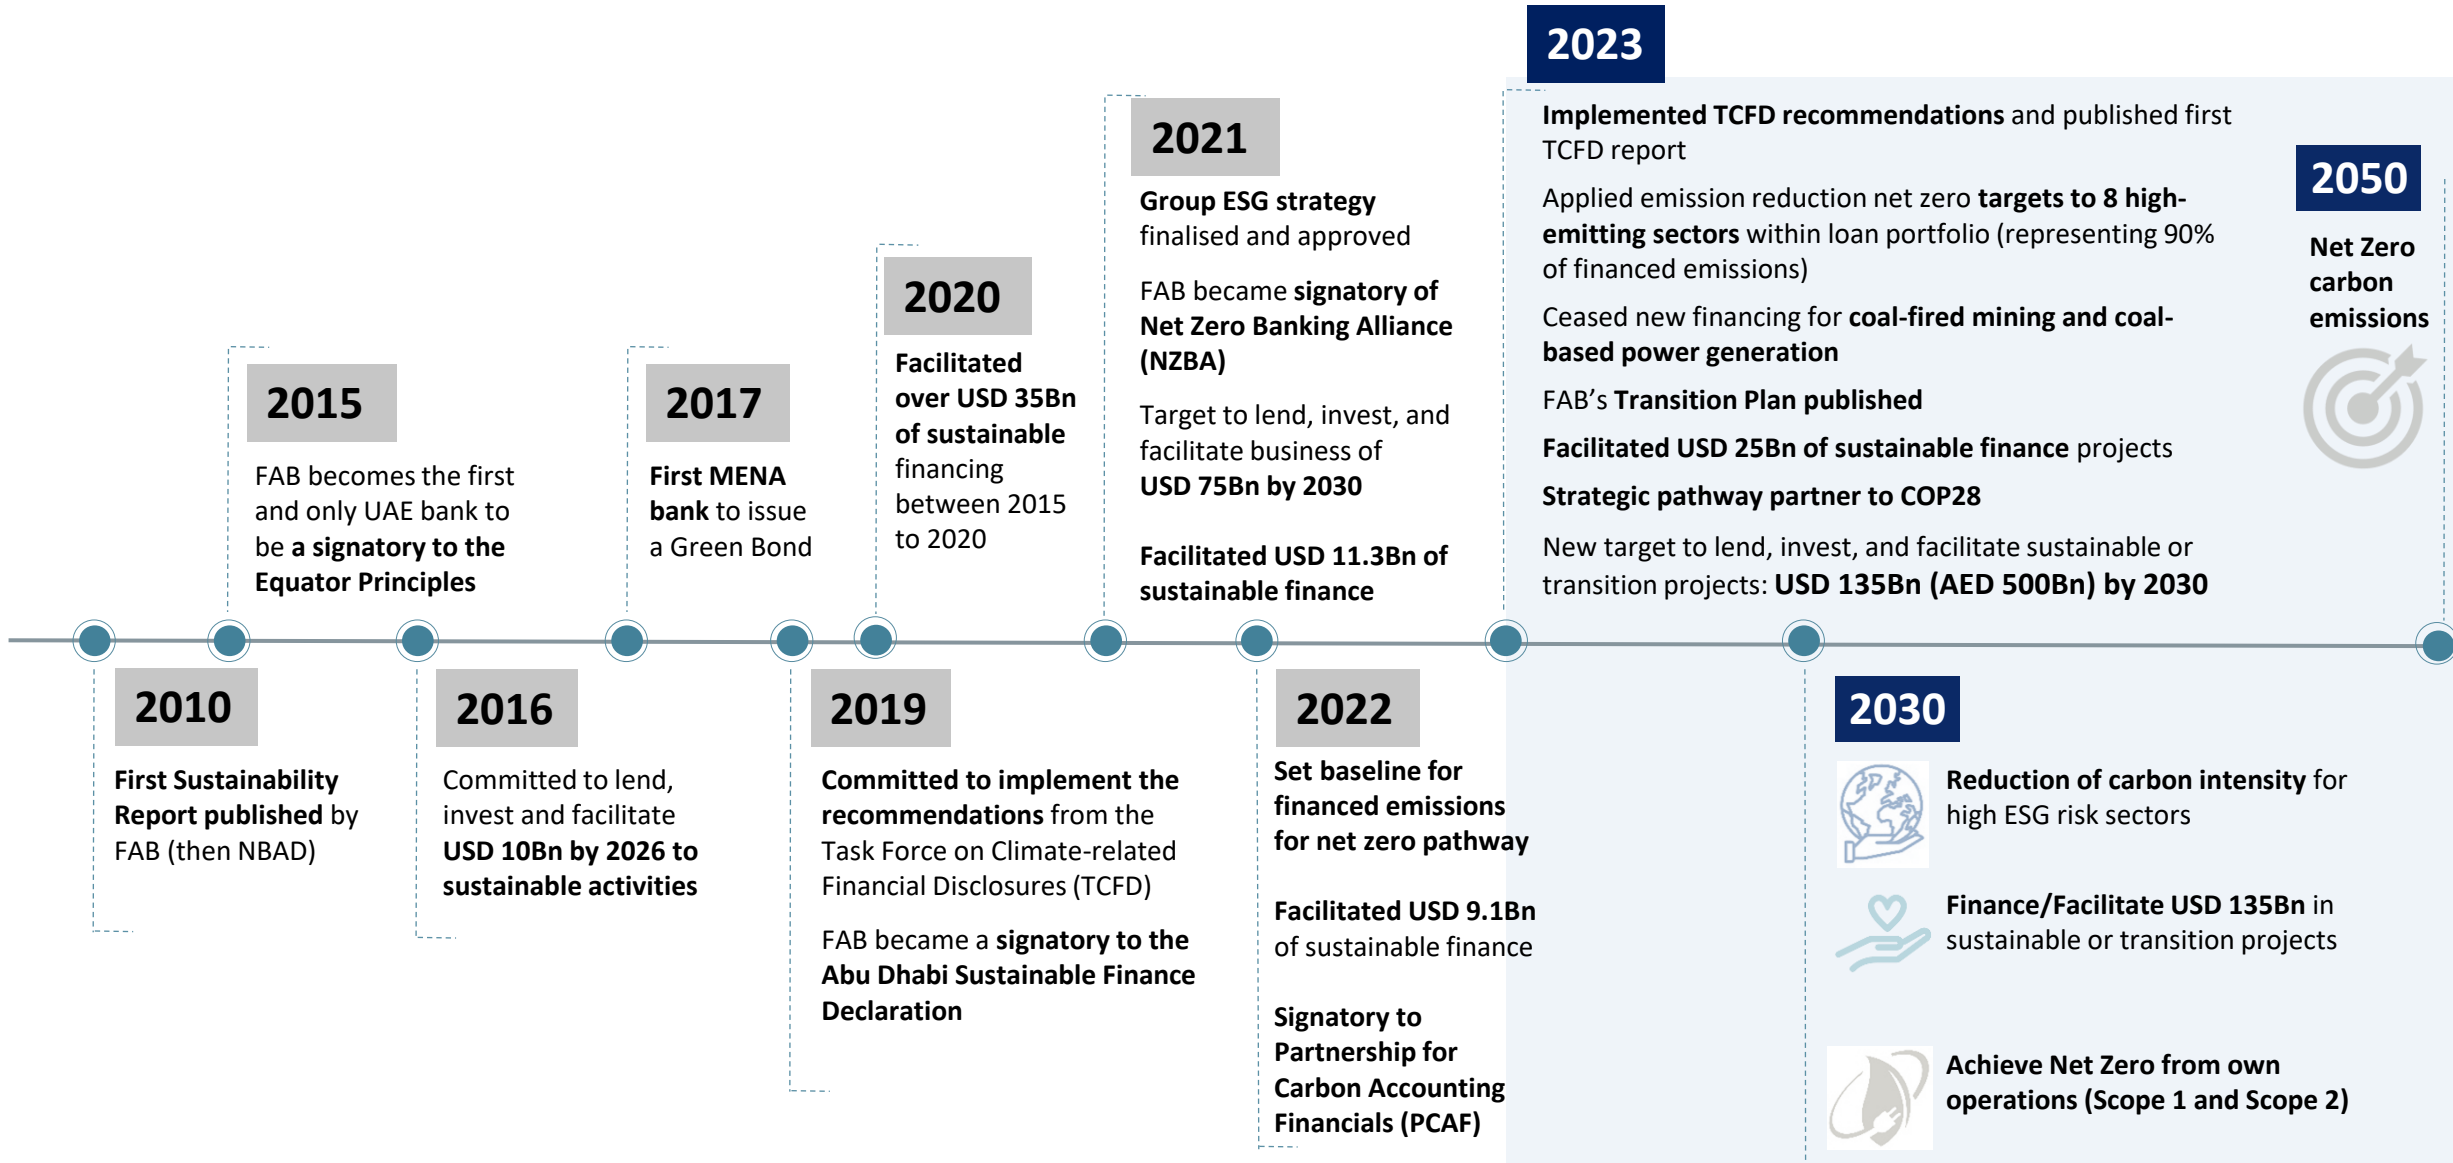 2010
First Sustainability
Report published by
FAB (then NBAD)
2015
FAB becomes the first
and only UAE bank to
be a signatory to the
Equator Principles
2016
Committed to lend,
invest and facilitate
USD 10Bn by 2026 to
sustainable activities
2017
First MENA
bank to issue
a Green Bond
2019
Committed to implement the
recommendations from the
Task Force on Climate-related
Financial Disclosures (TCFD)
FAB became a signatory to the
Abu Dhabi Sustainable Finance
Declaration
2020
Facilitated
over USD 35Bn
of sustainable
financing
between 2015
to 2020
2021
Group ESG strategy
finalised and approved
FAB became signatory of
Net Zero Banking Alliance
(NZBA)
Target to lend, invest, and
facilitate business of
USD 75Bn by 2030
Facilitated USD 11.3Bn of
sustainable finance
2022
Set baseline for
financed emissions
for net zero pathway
Facilitated USD 9.1Bn
of sustainable finance
Signatory to
Partnership for
Carbon Accounting
Financials (PCAF)
2023
Implemented TCFD recommendations and published first
TCFD report
Applied emission reduction net zero targets to 8 high-
emitting sectors within loan portfolio (representing 90%
of financed emissions)
Ceased new financing for coal-fired mining and coal-
based power generation
FAB’s Transition Plan published
Facilitated USD 25Bn of sustainable finance projects
Strategic pathway partner to COP28
New target to lend, invest, and facilitate sustainable or
transition projects: USD 135Bn (AED 500Bn) by 2030
2030
Reduction of carbon intensity for
high ESG risk sectors
Finance/Facilitate USD 135Bn in
sustainable or transition projects
Achieve Net Zero from own
operations (Scope 1 and Scope 2)
2050
Net Zero
carbon
emissions